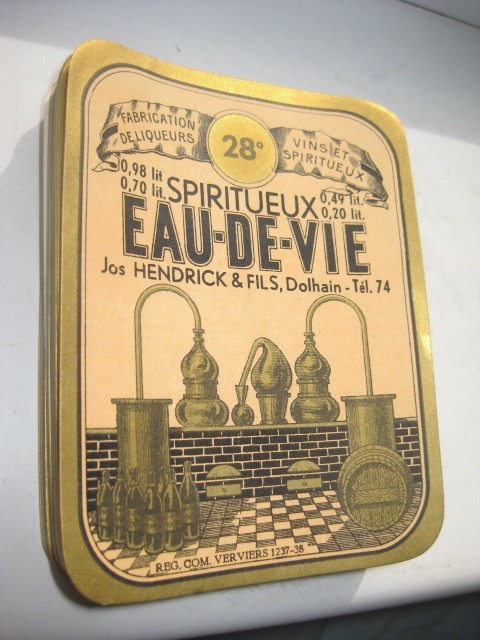 FABRICATION
DE LIQUEURS
28°
VINS ET
SPIRITUEUX
0,98 lit
0,70 lit.
SPIRITUEUX
0,49 lit.
0,20 lit.
EAU-DE-VIE
Jos HENDRICK & FILS, Dolhain - Tél. 74
REG. COM. VERVIERS 1237-38